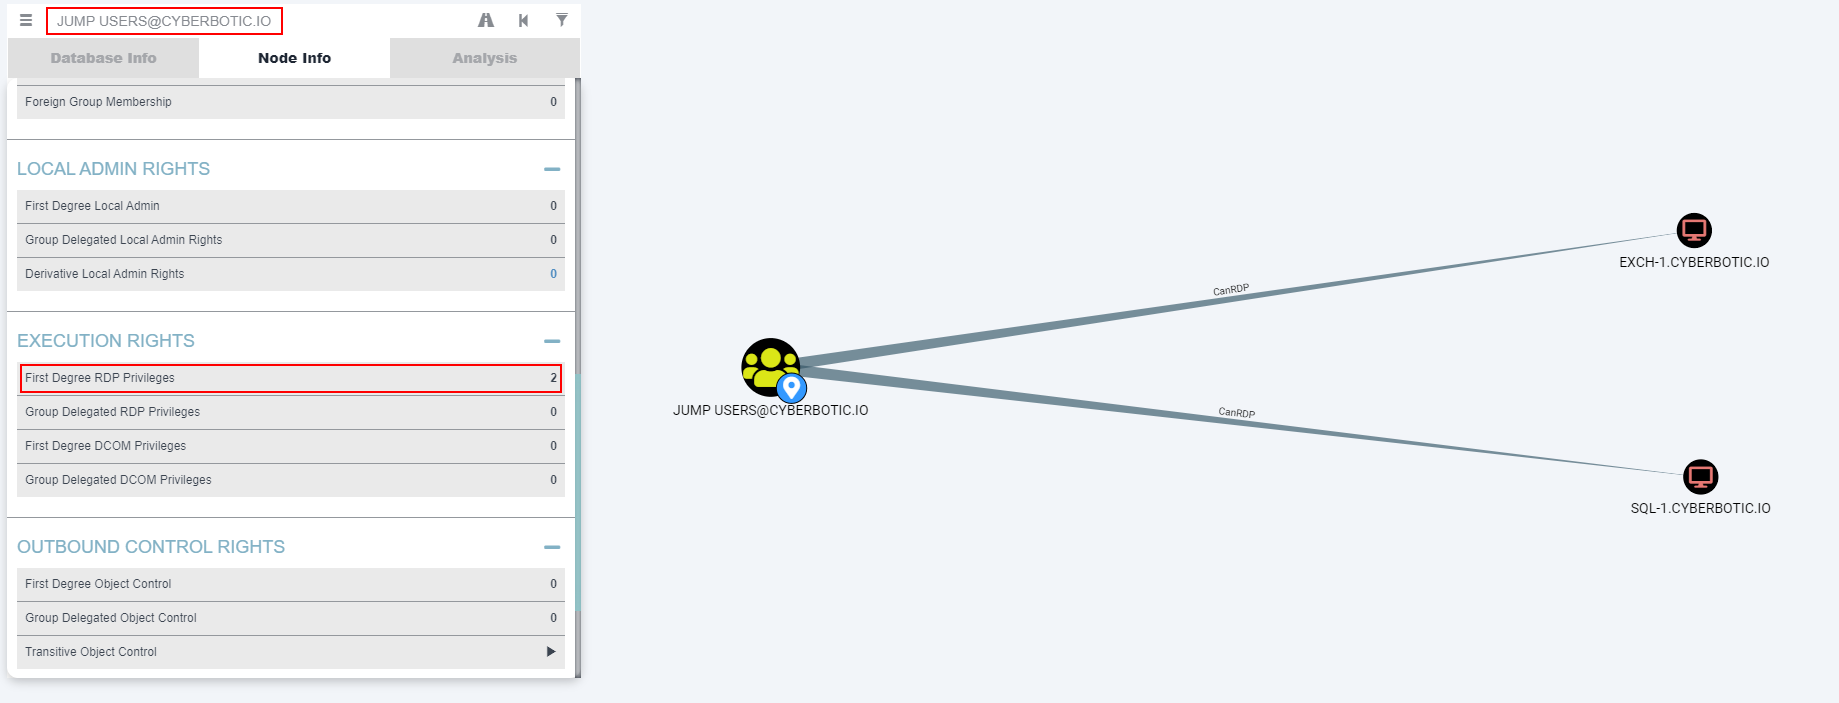 JUMP USERS@CYBERBOTIC.IO
Database Info
Node Info
Analysis
Foreign Group Membership 0
LOCAL ADMIN RIGHTS
First Degree Local Admin 0
Group Delegated Local Admin Rights 0
Derivative Local Admin Rights 0
EXECUTION RIGHTS
First Degree RDP Privileges 2
Group Delegated RDP Privileges 0
First Degree DCOM Privileges 0
Group Delegated DCOM Privileges 0
OUTBOUND CONTROL RIGHTS
First Degree Object Control 0
Group Delegated Object Control 0
Transitive Object Control
EXCH-1.CYBERBOTIC.IO
CanRDP
JUMP USERS@CYBERBOTIC.IO
CanRDP
SQL-1.CYBERBOTIC.IO